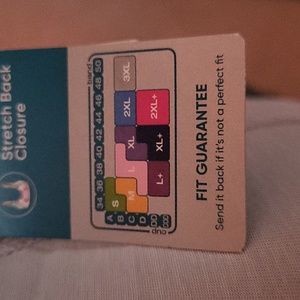 Stretch Back
Closure
band
34 36 38 40 42 44 46 48 50
A
B
C
D
DD
DDD
cup
S
M
L
XL
2XL
3XL
L+
XL+
2XL+
FIT GUARANTEE
Send it back if it's not a perfect fit